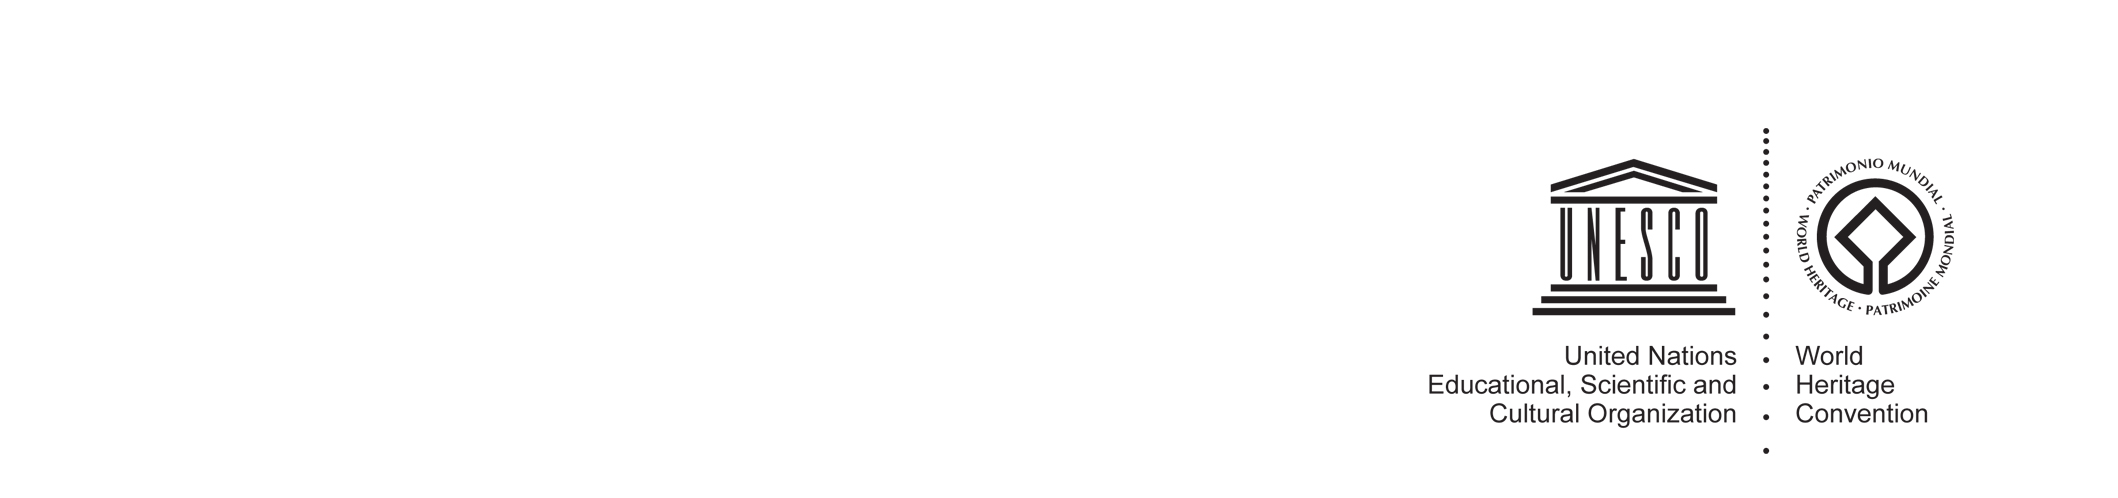 UNESCO
United Nations
Educational, Scientific and
Cultural Organization
· PATRIMONIO MUNDIAL · PATRIMOINE MONDIAL · WORLD HERITAGE
World
Heritage
Convention